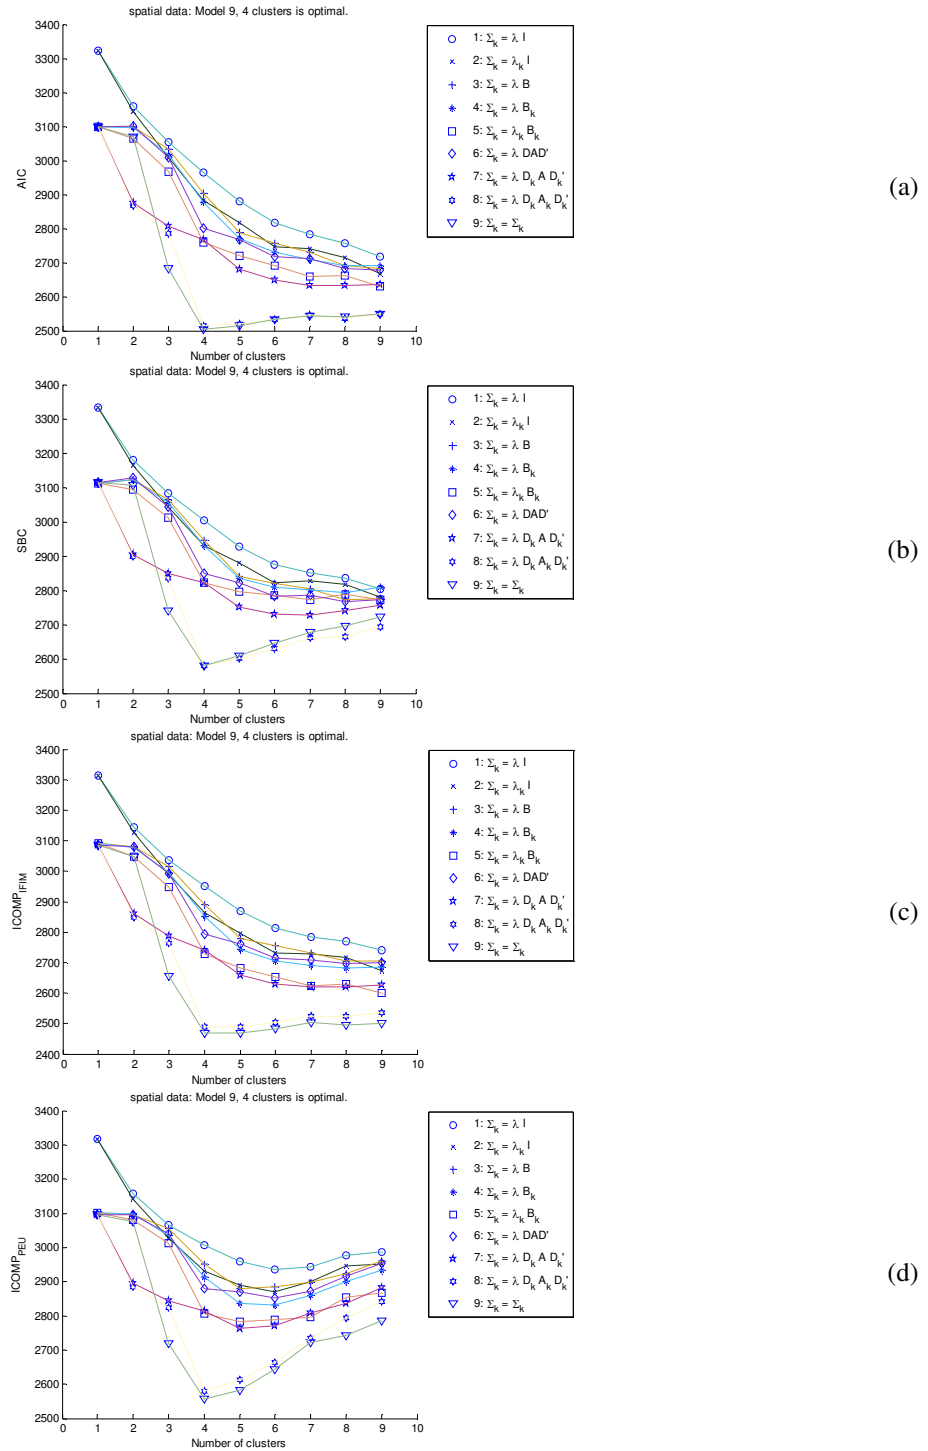 spatial data: Model 9, 4 clusters is optimal.
3400
3300
3200
3100
3000
2900
2800
2700
2600
2500
AIC
0 1 2 3 4 5 6 7 8 9 10
Number of clusters
1: Σk = λ I
2: Σk = λk I
3: Σk = λ B
4: Σk = λ Bk
5: Σk = λk Bk
6: Σk = λ DAD'
7: Σk = λ Dk A Dk'
8: Σk = λ Dk Ak Dk'
9: Σk = Σk
(a)
spatial data: Model 9, 4 clusters is optimal.
3400
3300
3200
3100
3000
2900
2800
2700
2600
2500
SBC
0 1 2 3 4 5 6 7 8 9 10
Number of clusters
1: Σk = λ I
2: Σk = λk I
3: Σk = λ B
4: Σk = λ Bk
5: Σk = λk Bk
6: Σk = λ DAD'
7: Σk = λ Dk A Dk'
8: Σk = λ Dk Ak Dk'
9: Σk = Σk
(b)
spatial data: Model 9, 4 clusters is optimal.
3400
3300
3200
3100
3000
2900
2800
2700
2600
2500
2400
ICOMPIFIM
0 1 2 3 4 5 6 7 8 9 10
Number of clusters
1: Σk = λ I
2: Σk = λk I
3: Σk = λ B
4: Σk = λ Bk
5: Σk = λk Bk
6: Σk = λ DAD'
7: Σk = λ Dk A Dk'
8: Σk = λ Dk Ak Dk'
9: Σk = Σk
(c)
spatial data: Model 9, 4 clusters is optimal.
3400
3300
3200
3100
3000
2900
2800
2700
2600
2500
ICOMPPEU
0 1 2 3 4 5 6 7 8 9 10
Number of clusters
1: Σk = λ I
2: Σk = λk I
3: Σk = λ B
4: Σk = λ Bk
5: Σk = λk Bk
6: Σk = λ DAD'
7: Σk = λ Dk A Dk'
8: Σk = λ Dk Ak Dk'
9: Σk = Σk
(d)